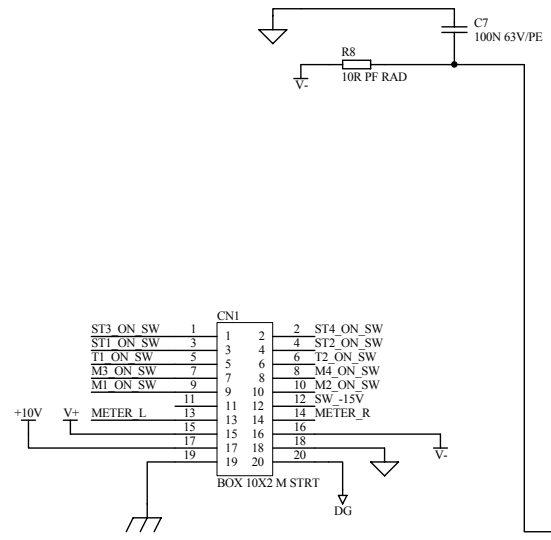 C7
100N 63V/PE
R8
V-
10R PF RAD
CN1
ST3_ON_SW 1 1 2 2 ST4_ON_SW
ST1_ON_SW 3 3 4 4 ST2_ON_SW
T1_ON_SW 5 5 6 6 T2_ON_SW
M3_ON_SW 7 7 8 8 M4_ON_SW
M1_ON_SW 9 9 10 10 M2_ON_SW
11 11 12 12 SW_-15V
+10V V+ METER_L 13 13 14 14 METER_R
15 15 16 16
17 17 18 18
V-
19 19 20 20
BOX 10X2 M STRT
DG